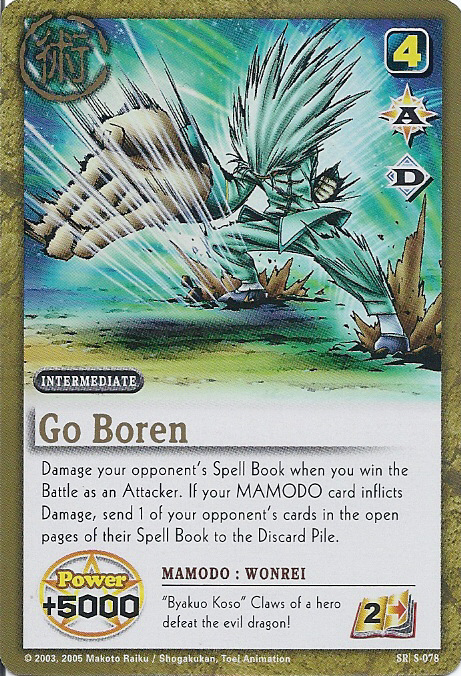 術
4
A
D
INTERMEDIATE
Go Boren
Damage your opponent's Spell Book when you win the
Battle as an Attacker. If your MAMODO card inflicts
Damage, send 1 of your opponent's cards in the open
pages of their Spell Book to the Discard Pile.
Power
+5000
MAMODO : WONREI
"Byakuo Koso" Claws of a hero
defeat the evil dragon!
2
© 2003, 2005 Makoto Raiku / Shogakukan, Toei Animation
SR S-078